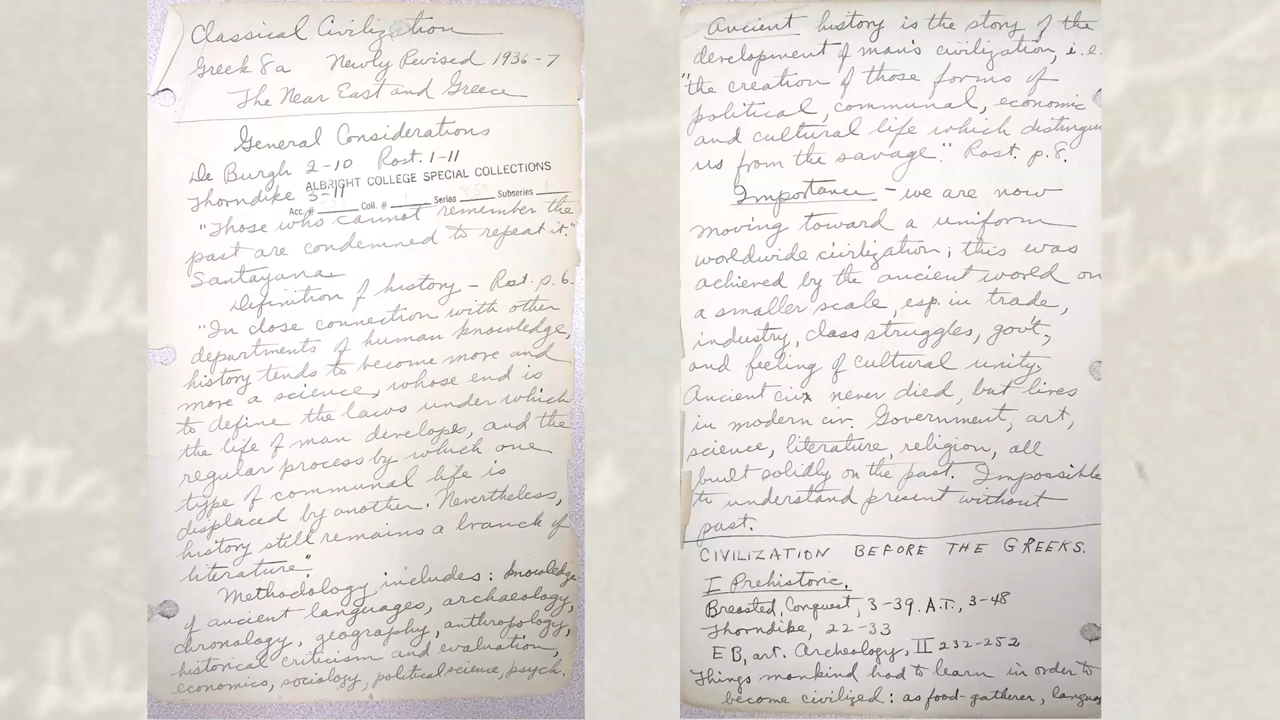 Classical Civilization
Greek 8a Newly Revised 1936-7
The Near East and Greece
General Considerations
De Burgh 2-10 Rost. 1-11
Thorndike 3-11
ALBRIGHT COLLEGE SPECIAL COLLECTIONS
Acc. # Coll. # Series Subseries
"Those who cannot remember the
past are condemned to repeat it."
Santayana
Definition of history - Rost. p. 6.
"In close connection with other
departments of human knowledge,
history tends to become more and
more a science, whose end is
to define the laws under which
the life of man developes, and the
regular process by which one
type of communal life is
displaced by another. Nevertheless,
history still remains a branch of
literature."
Methodology includes: knowledge
of ancient languages, archaeology,
chronology, geography, anthropology,
historical criticism and evaluation,
economics, sociology, political science, psych.
Ancient history is the story of the
development of man's civilization, i.e.
"the creation of those forms of
political, communal, economic
and cultural life which distingu
us from the savage." Rost. p. 8.
Importance - we are now
moving toward a uniform
worldwide civilization; this was
achieved by the ancient world on
a smaller scale, esp. in trade,
industry, class struggles, gov't.,
and feeling of cultural unity.
Ancient civ. never died, but lives
in modern civ. Government, art,
science, literature, religion, all
built solidly on the past. Impossible
to understand present without
past.
CIVILIZATION BEFORE THE GREEKS.
I Prehistoric.
Breasted, Conquest, 3-39. A.T., 3-48
Thorndike, 22-33
EB, art. Archeology, II 232-252
Things mankind had to learn in order to
become civilized: as food-gatherer, languag